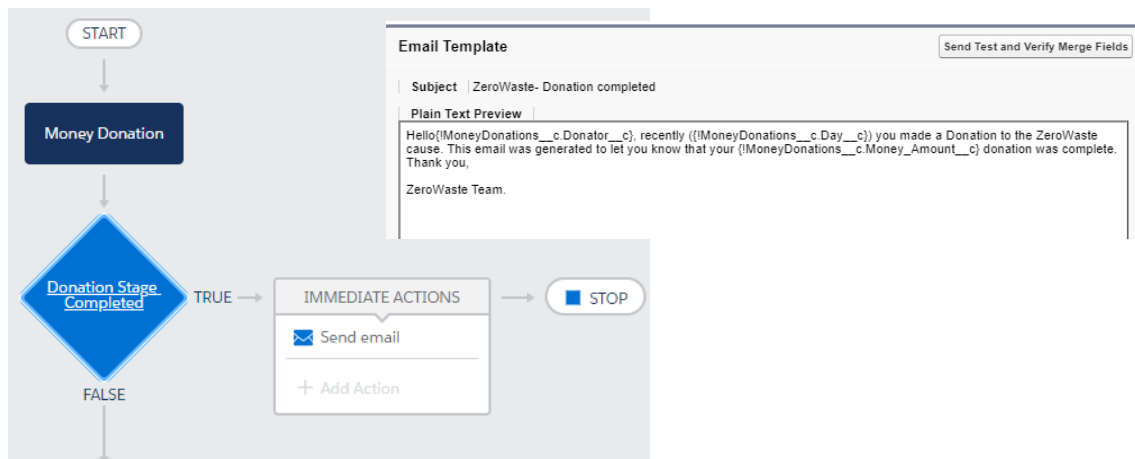 START
Money Donation
Donation Stage
Completed
TRUE
IMMEDIATE ACTIONS
Send email
+ Add Action
STOP
FALSE
Email Template
Send Test and Verify Merge Fields
Subject ZeroWaste- Donation completed
Plain Text Preview
Hello{!MoneyDonations__c.Donator__c}, recently ({!MoneyDonations__c.Day__c}) you made a Donation to the ZeroWaste
cause. This email was generated to let you know that your {!MoneyDonations__c.Money_Amount__c} donation was complete.
Thank you,
ZeroWaste Team.